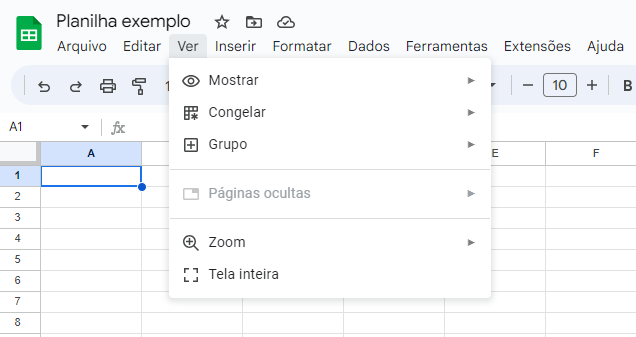 Planilha exemplo
Arquivo Editar Ver Inserir Formatar Dados Ferramentas Extensões Ajuda
10 B
A1 fx
A E F
1
2
3
4
5
6
7
8
Mostrar
Congelar
Grupo
Páginas ocultas
Zoom
Tela inteira